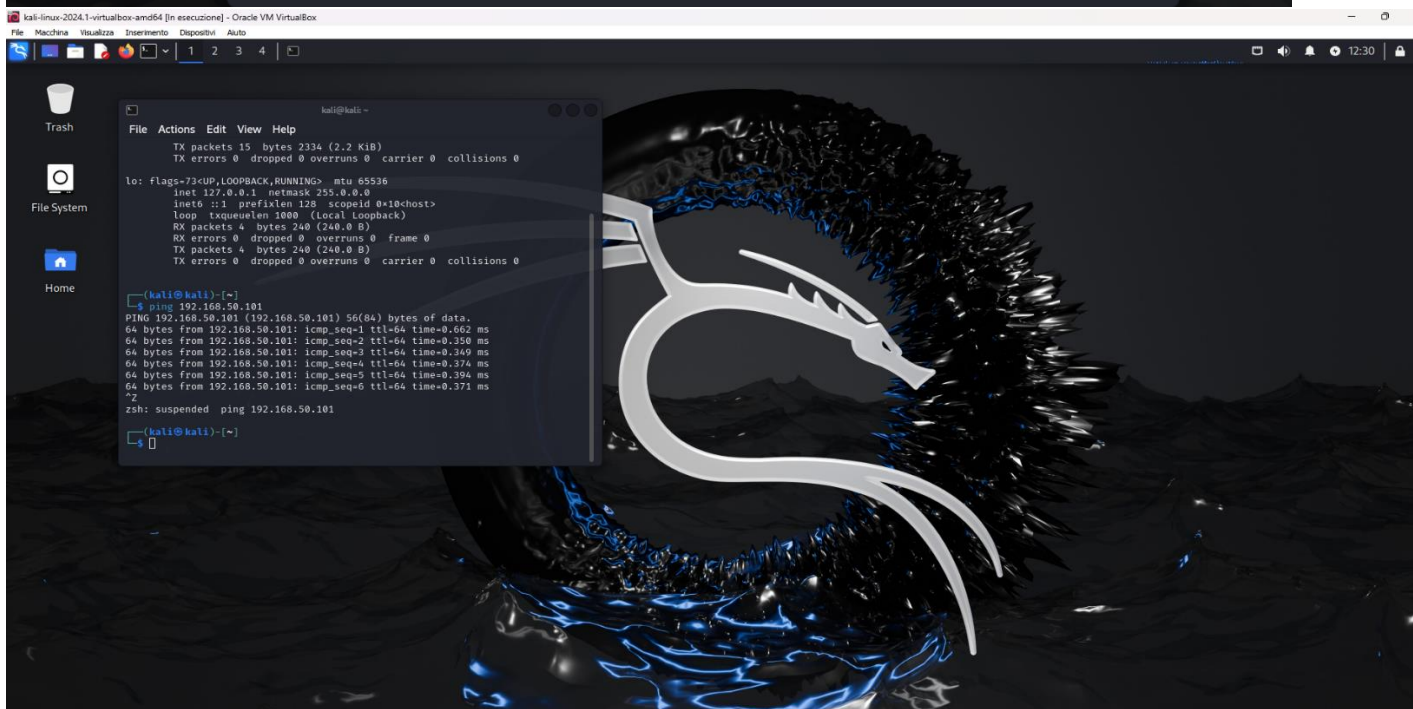 kali-linux-2024.1-virtualbox-amd64 [In esecuzione] - Oracle VM VirtualBox
File Macchina Visualizza Inserimento Dispositivi Aiuto
1 2 3 4
12:30
Trash
File System
Home
kali@kali: ~
File Actions Edit View Help
TX packets 15 bytes 2334 (2.2 KiB)
TX errors 0 dropped 0 overruns 0 carrier 0 collisions 0
lo: flags=73<UP,LOOPBACK,RUNNING> mtu 65536
inet 127.0.0.1 netmask 255.0.0.0
inet6 ::1 prefixlen 128 scopeid 0×10<host>
loop txqueuelen 1000 (Local Loopback)
RX packets 4 bytes 240 (240.0 B)
RX errors 0 dropped 0 overruns 0 frame 0
TX packets 4 bytes 240 (240.0 B)
TX errors 0 dropped 0 overruns 0 carrier 0 collisions 0
┌──(kali㉿kali)-[~]
└─$ ping 192.168.50.101
PING 192.168.50.101 (192.168.50.101) 56(84) bytes of data.
64 bytes from 192.168.50.101: icmp_seq=1 ttl=64 time=0.662 ms
64 bytes from 192.168.50.101: icmp_seq=2 ttl=64 time=0.350 ms
64 bytes from 192.168.50.101: icmp_seq=3 ttl=64 time=0.349 ms
64 bytes from 192.168.50.101: icmp_seq=4 ttl=64 time=0.374 ms
64 bytes from 192.168.50.101: icmp_seq=5 ttl=64 time=0.394 ms
64 bytes from 192.168.50.101: icmp_seq=6 ttl=64 time=0.371 ms
^Z
zsh: suspended ping 192.168.50.101
┌──(kali㉿kali)-[~]
└─$